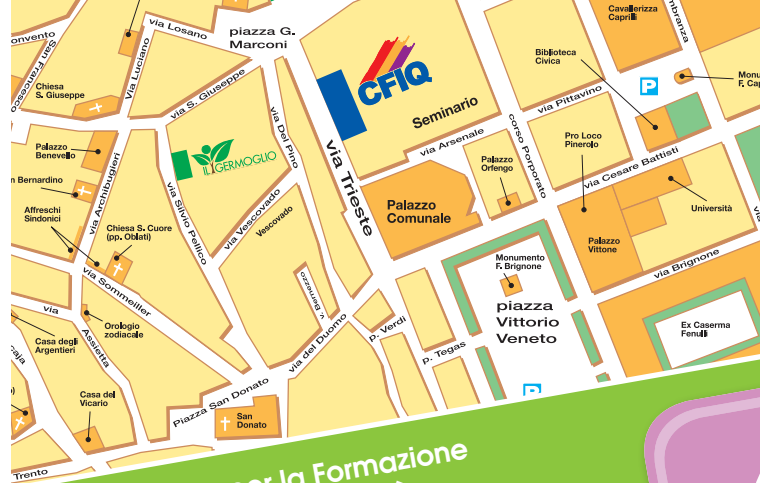 via Losano
piazza G.
Marconi
Cavallerizza
Caprilli
onvento
San Francesco
via Luciano
CFIQ
Biblioteca
Civica
Chiesa
S. Giuseppe
via S. Giuseppe
Seminario
via Pittavino
P
Monu
F. Cap
Palazzo
Benevello
via Archibugieri
IL GERMOGLIO
via Del Pino
via Trieste
via Arsenale
corso Porporato
Pro Loco
Pinerolo
Palazzo
Orfengo
via Cesare Battisti
n Bernardino
Affreschi
Sindonici
Chiesa S. Cuore
(pp. Oblati)
via Silvio Pellico
via Vescovado
Vescovado
Palazzo
Comunale
Università
Palazzo
Vittone
via Brignone
via Sommeiller
Monumento
F. Brignone
piazza
Vittorio
Veneto
via
Assietta
Orologio
zodiacale
Casa degli
Argentieri
caja
via del Duomo
p. Verdi
p. Tegas
Ex Caserma
Fenulli
Casa del
Vicario
Piazza San Donato
San
Donato
P
Trento
per la Formazione